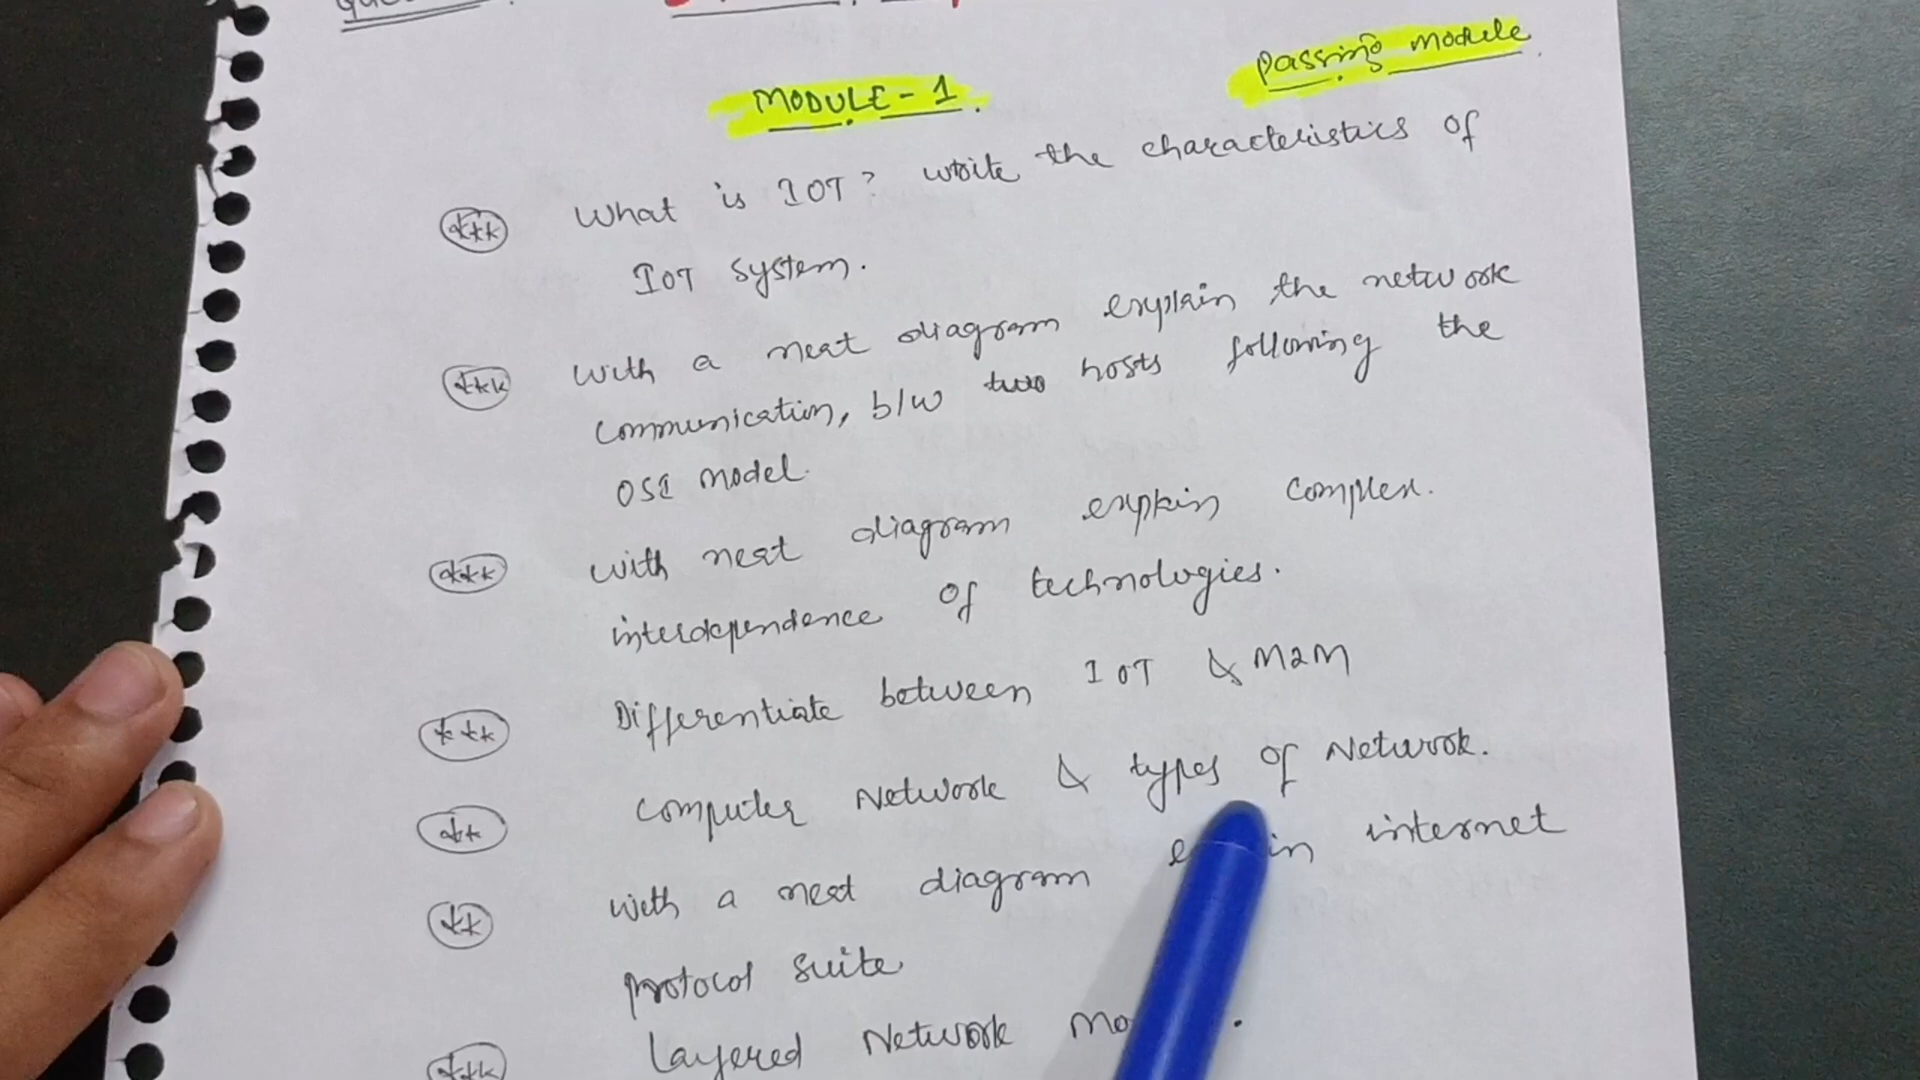 MODULE - 1.
Passing Module
*** What is IOT? write the characteristics of
IOT system.
*** With a neat diagram explain the network
communication, b/w two hosts following the
OSI model.
*** With neat diagram explain complex.
interdependence of technologies.
*** Differentiate between IOT & M2M
** Computer Network & types of Network.
** With a neat diagram in internet
protocol suite
*** Layered Network